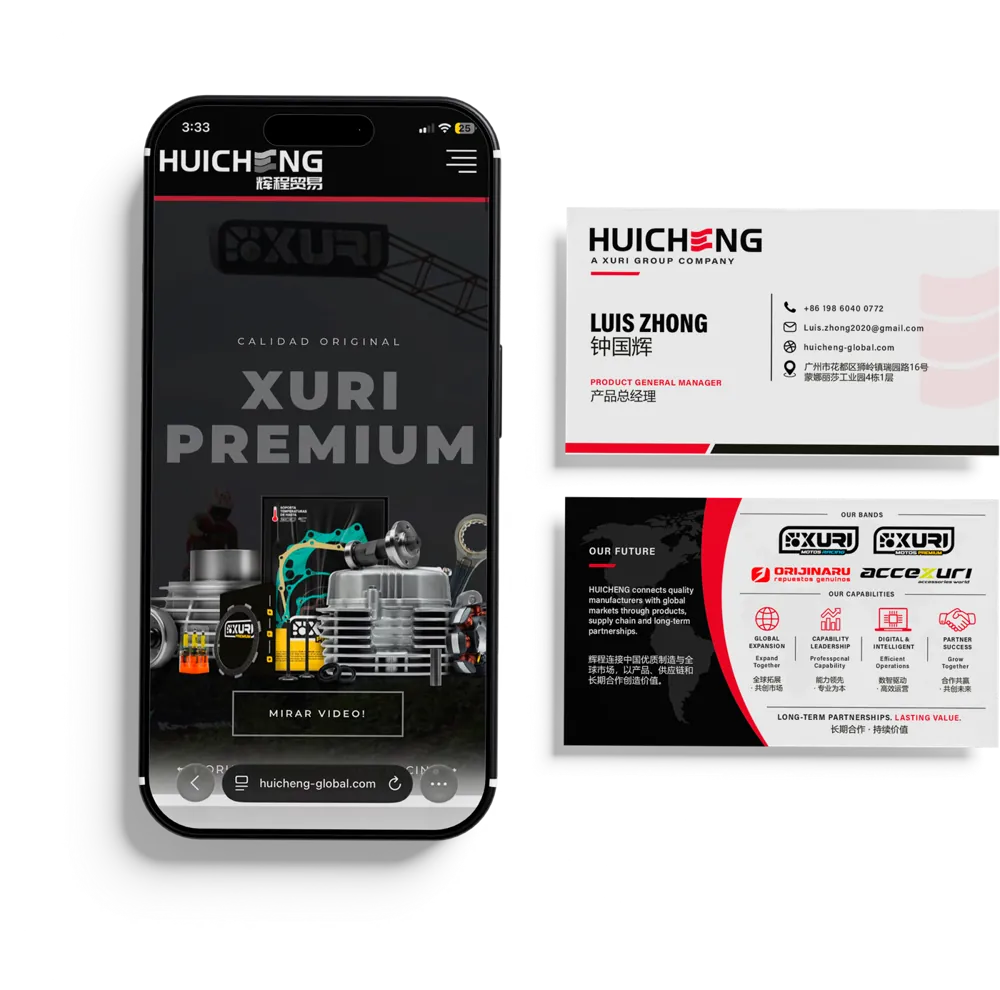 3:33
25
HUICHENG
辉程贸易
XURI
CALIDAD ORIGINAL
XURI
PREMIUM
SOPORTA
TEMPERATURAS
XURI
PREMIUM
MIRAR VIDEO!
huicheng-global.com
HUICHENG
A XURI GROUP COMPANY
LUIS ZHONG
钟国辉
PRODUCT GENERAL MANAGER
产品总经理
+86 198 6040 0772
Luis.zhong2020@gmail.com
huicheng-global.com
广州市花都区狮岭镇瑞园路16号
蒙娜丽莎工业园4栋1层
OUR FUTURE
HUICHENG connects quality
manufacturers with global
markets through products,
supply chain and long-term
partnerships.
辉程连接中国优质制造与全
球市场，以产品、供应链和
长期合作创造价值。
OUR BANDS
XURI
MOTOS RACING
XURI
MOTOS PREMIUM
ORIJINARU
repuestos genuinos
accexuri
accessories world
OUR CAPABILITIES
GLOBAL
EXPANSION
Expand
Together
全球拓展
· 共创市场
CAPABILITY
LEADERSHIP
Professpcnal
Capability
能力领先
· 专业为本
DIGITAL &
INTELLIGENT
Efficient
Operations
数智驱动
· 高效运营
PARTNER
SUCCESS
Grow
Together
合作共赢
· 共创未来
LONG-TERM PARTNERSHIPS. LASTING VALUE.
长期合作 · 持续价值